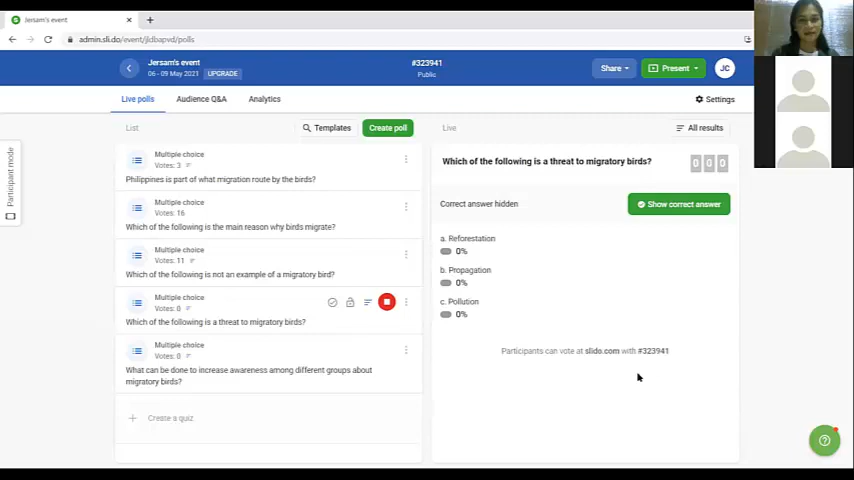 Jersam's event
admin.sli.do/event/jldbapvd/polls
Jersam's event
06 - 09 May 2021 UPGRADE
#323941
Public
Share
Present
JC
Live polls
Audience Q&A
Analytics
Settings
Participant mode
List
Templates
Create poll
Multiple choice
Votes: 3
Philippines is part of what migration route by the birds?
Multiple choice
Votes: 16
Which of the following is the main reason why birds migrate?
Multiple choice
Votes: 11
Which of the following is not an example of a migratory bird?
Multiple choice
Votes: 0
Which of the following is a threat to migratory birds?
Multiple choice
Votes: 0
What can be done to increase awareness among different groups about
migratory birds?
Create a quiz
Live
All results
Which of the following is a threat to migratory birds?
0 0 0
Correct answer hidden
Show correct answer
a. Reforestation
0%
b. Propagation
0%
c. Pollution
0%
Participants can vote at slido.com with #323941